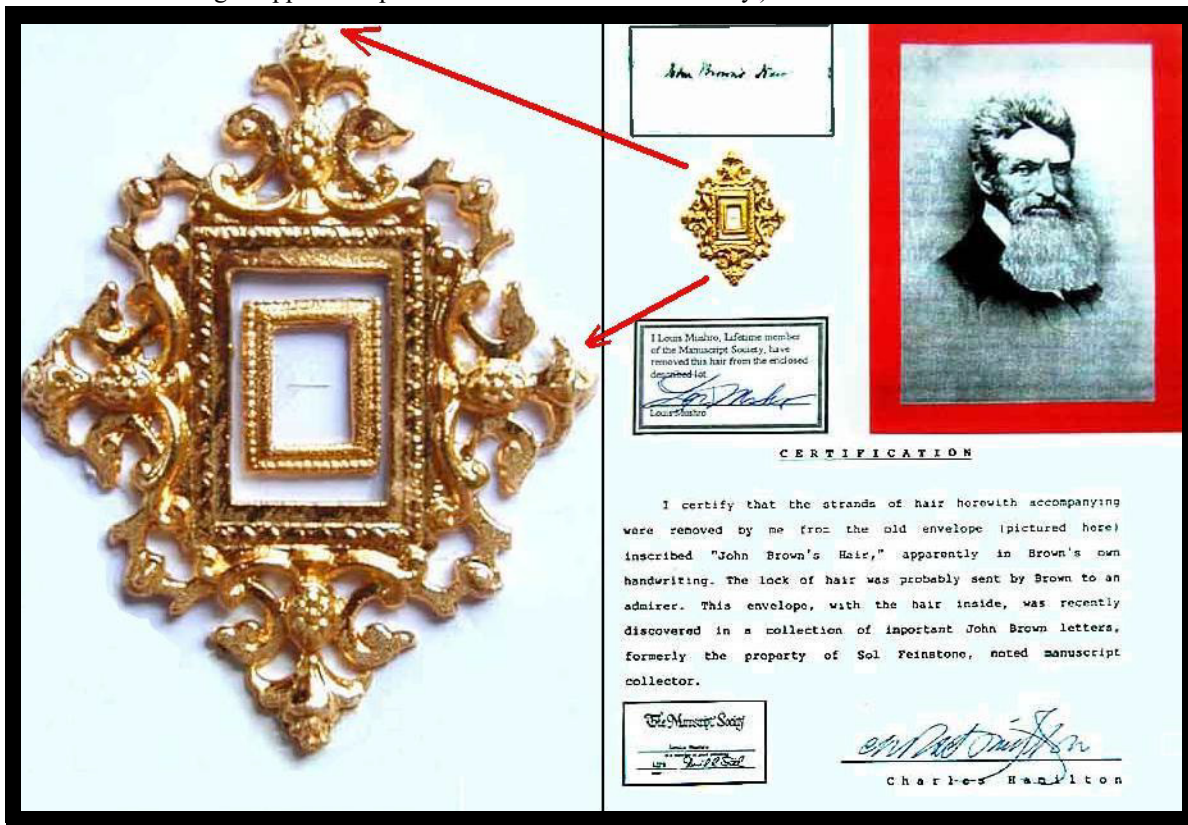 John Brown's Hair
I Louis Mushro, Lifetime member
of the Manuscript Society, have
removed this hair from the enclosed
described lot.
Louis Mushro
CERTIFICATION
I certify that the strands of hair herewith accompanying
were removed by me from the old envelope (pictured here)
inscribed "John Brown's Hair," apparently in Brown's own
handwriting. The lock of hair was probably sent by Brown to an
admirer. This envelope, with the hair inside, was recently
discovered in a collection of important John Brown letters,
formerly the property of Sol Feinstone, noted manuscript
collector.
The Manuscript Society
Louis Mushro
LIFE
Charles Hamilton